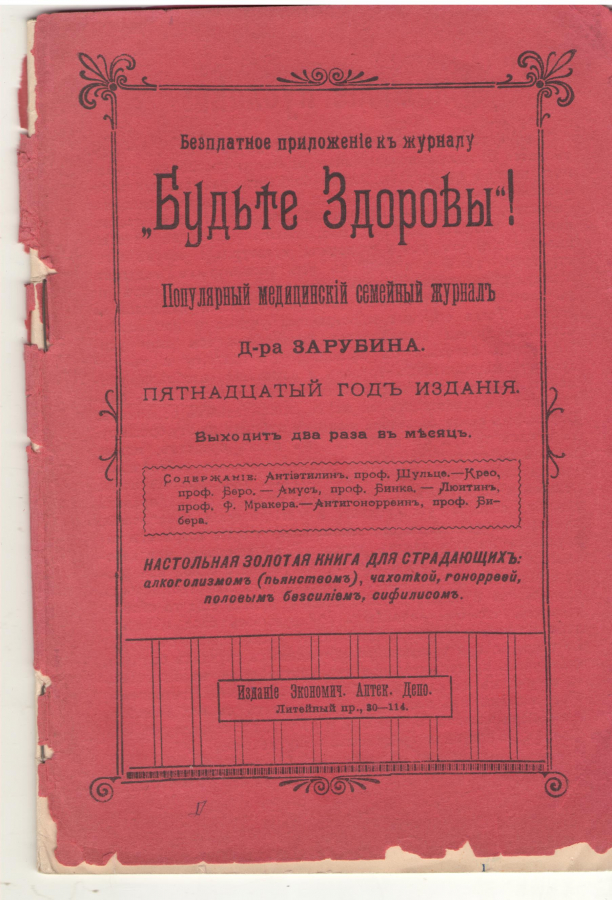 Безплатное приложеніе къ журналу
„Будьте Здоровы“!
Популярный медицинскій семейный журналъ
Д-ра ЗАРУБИНА.
ПЯТНАДЦАТЫЙ ГОДЪ ИЗДАНІЯ.
Выходитъ два раза въ мѣсяцъ.
Содержаніе: Антіэтилинъ, проф. Шульце.—Крео,
проф. Беро. — Амусъ, проф. Бинка. — Люитинъ,
проф. Ф. Мракера.—Антигонорреинъ, проф. Би-
бера.
НАСТОЛЬНАЯ ЗОЛОТАЯ КНИГА ДЛЯ СТРАДАЮЩИХЪ:
алкоголизмомъ (пьянствомъ), чахоткой, гонорреей,
половымъ безсиліемъ, сифилисомъ.
Изданіе Экономич. Аптек. Депо.
Литейный пр., 30—114.